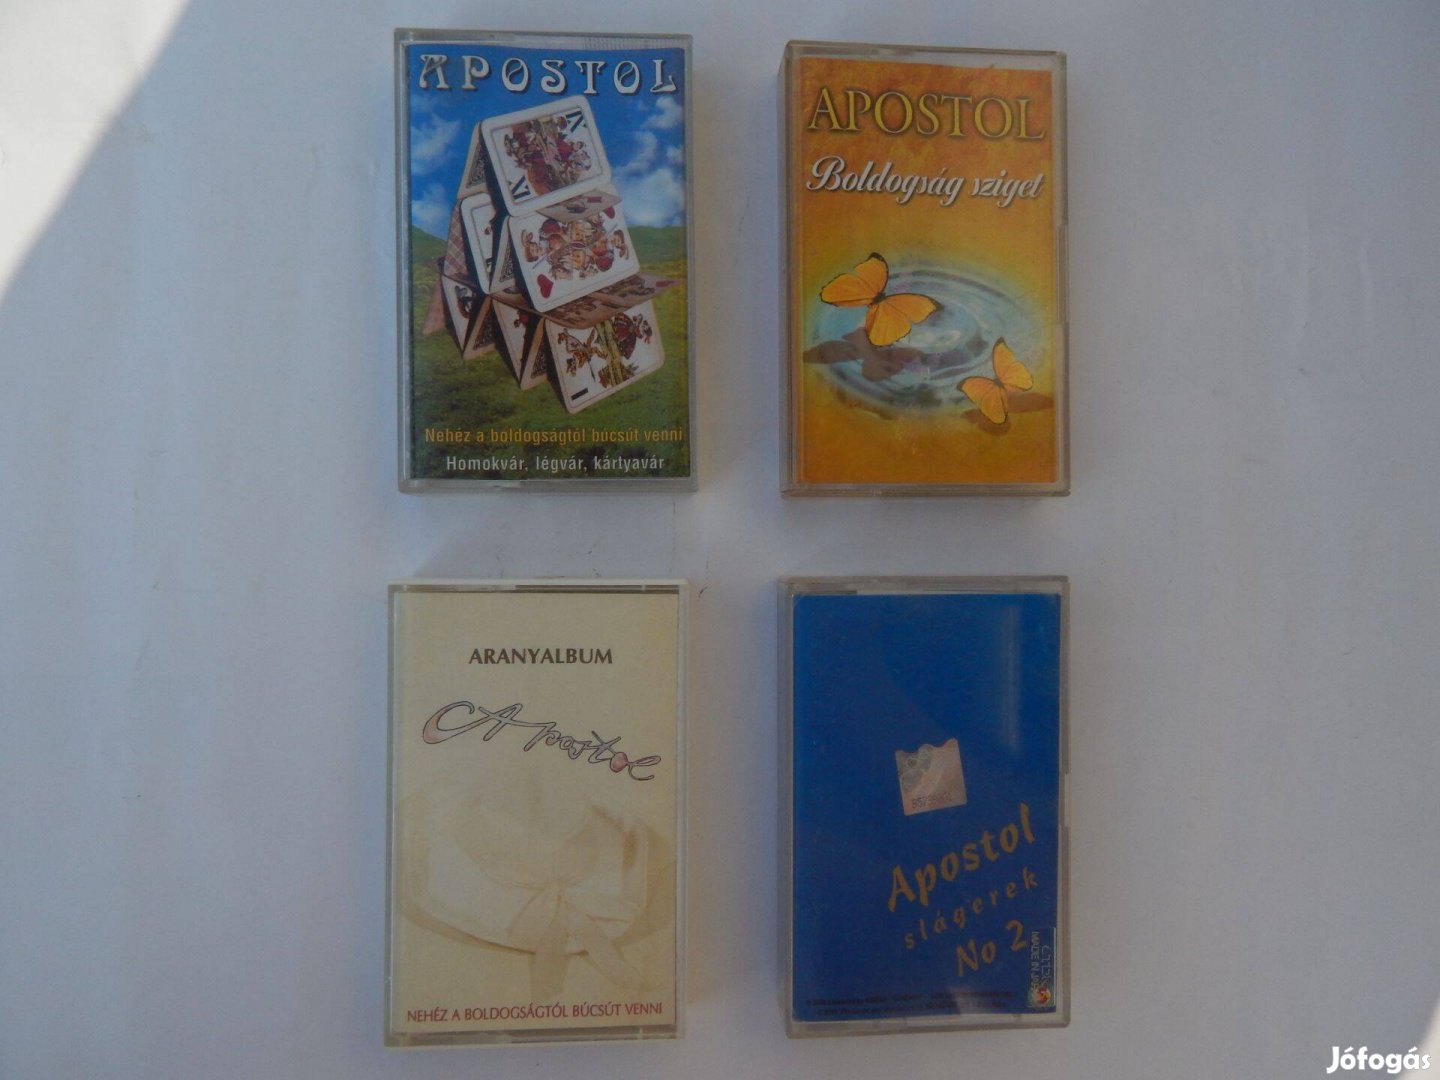 APOSTOL
Nehéz a boldogságtól búcsút venni
Homokvár, légvár, kártyavár
APOSTOL
Boldogság sziget
ARANYALBUM
Apostol
NEHÉZ A BOLDOGSÁGTÓL BÚCSÚT VENNI
Apostol
slágerek
No 2
Jófogás